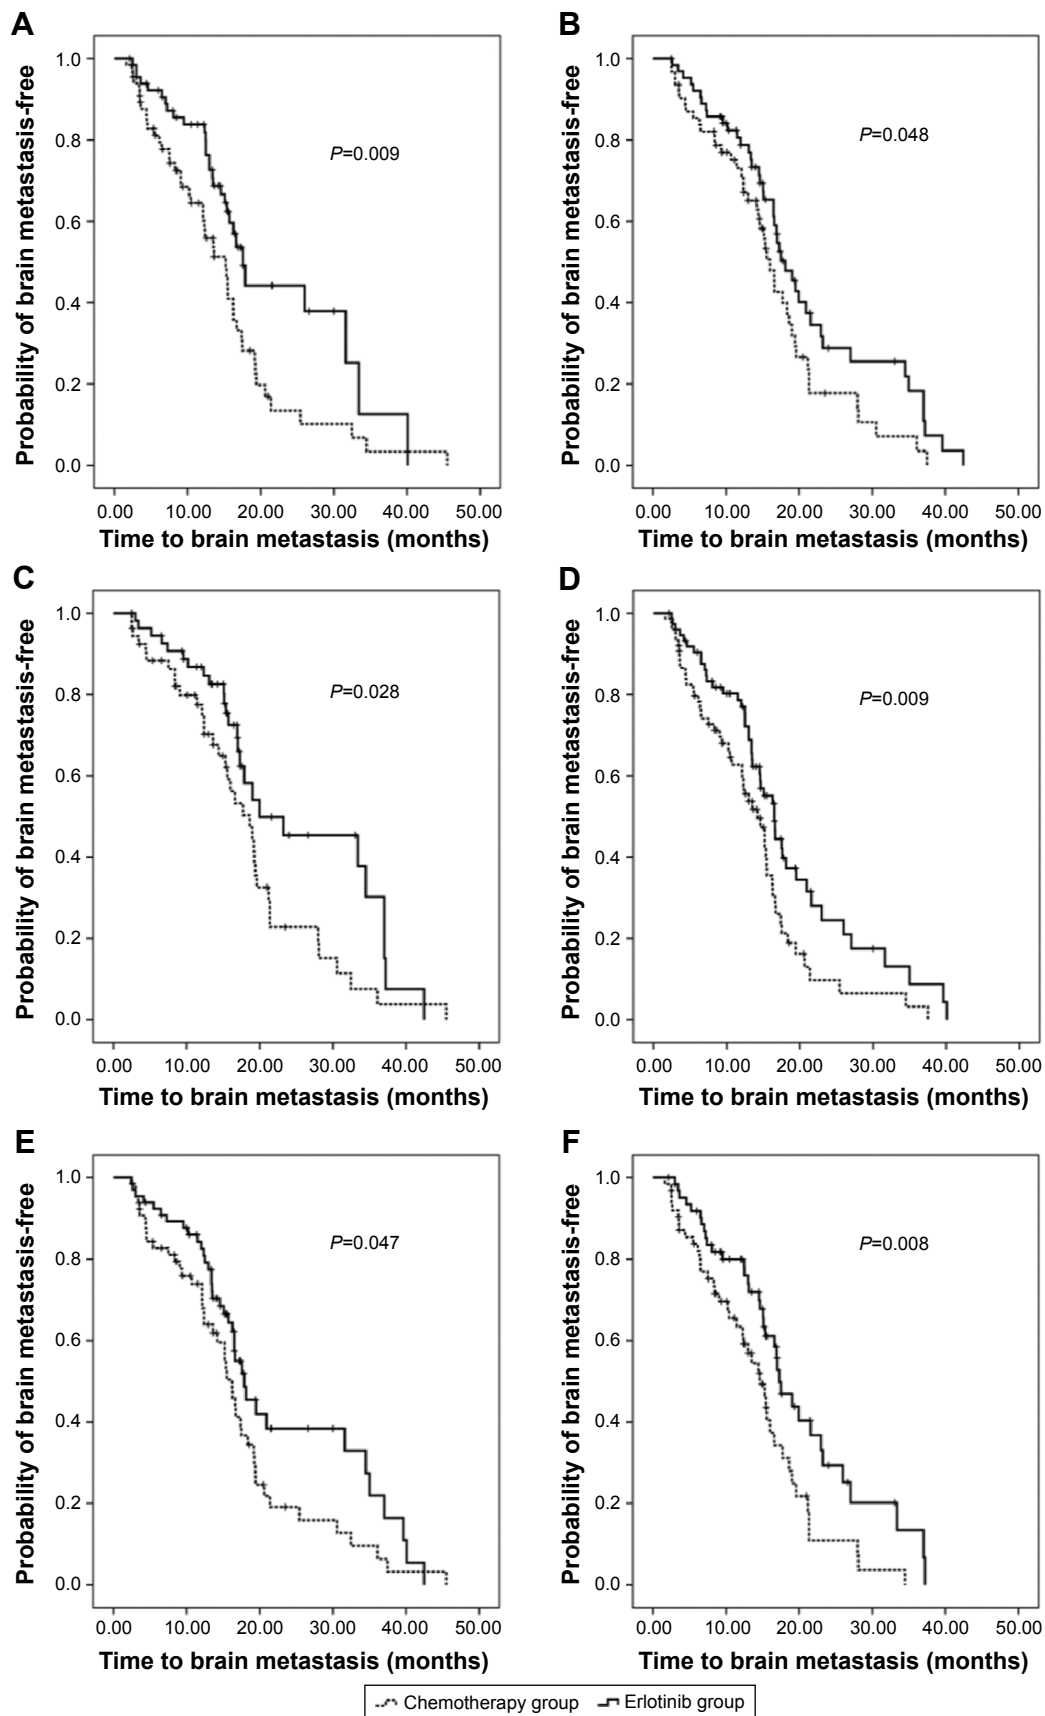 A
Probability of brain metastasis-free
1.0
0.8
0.6
0.4
0.2
0.0
P=0.009
0.00 10.00 20.00 30.00 40.00 50.00
Time to brain metastasis (months)
B
Probability of brain metastasis-free
1.0
0.8
0.6
0.4
0.2
0.0
P=0.048
0.00 10.00 20.00 30.00 40.00 50.00
Time to brain metastasis (months)
C
Probability of brain metastasis-free
1.0
0.8
0.6
0.4
0.2
0.0
P=0.028
0.00 10.00 20.00 30.00 40.00 50.00
Time to brain metastasis (months)
D
Probability of brain metastasis-free
1.0
0.8
0.6
0.4
0.2
0.0
P=0.009
0.00 10.00 20.00 30.00 40.00 50.00
Time to brain metastasis (months)
E
Probability of brain metastasis-free
1.0
0.8
0.6
0.4
0.2
0.0
P=0.047
0.00 10.00 20.00 30.00 40.00 50.00
Time to brain metastasis (months)
F
Probability of brain metastasis-free
1.0
0.8
0.6
0.4
0.2
0.0
P=0.008
0.00 10.00 20.00 30.00 40.00 50.00
Time to brain metastasis (months)
Chemotherapy group Erlotinib group